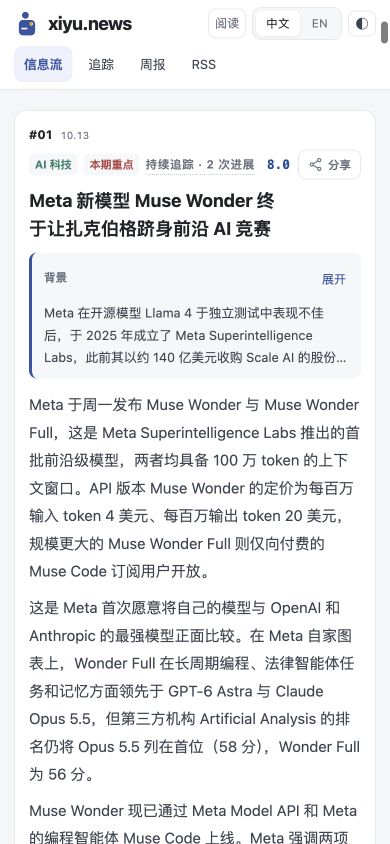 xiyu.news
阅读
中文
EN
信息流
追踪
周报
RSS
#01 10.13
AI 科技
本期重点
持续追踪 · 2 次进展
8.0
分享
Meta 新模型 Muse Wonder 终
于让扎克伯格跻身前沿 AI 竞赛
背景
展开
Meta 在开源模型 Llama 4 于独立测试中表现不佳
后，于 2025 年成立了 Meta Superintelligence
Labs，此前其以约 140 亿美元收购 Scale AI 的股份...
Meta 于周一发布 Muse Wonder 与 Muse Wonder
Full，这是 Meta Superintelligence Labs 推出的首
批前沿级模型，两者均具备 100 万 token 的上下
文窗口。API 版本 Muse Wonder 的定价为每百万
输入 token 4 美元、每百万输出 token 20 美元，
规模更大的 Muse Wonder Full 则仅向付费的
Muse Code 订阅用户开放。
这是 Meta 首次愿意将自己的模型与 OpenAI 和
Anthropic 的最强模型正面比较。在 Meta 自家图
表上，Wonder Full 在长周期编程、法律智能体任
务和记忆方面领先于 GPT-6 Astra 与 Claude
Opus 5.5，但第三方机构 Artificial Analysis 的排
名仍将 Opus 5.5 列在首位（58 分），Wonder Full
为 56 分。
Muse Wonder 现已通过 Meta Model API 和 Meta
的编程智能体 Muse Code 上线。Meta 强调两项